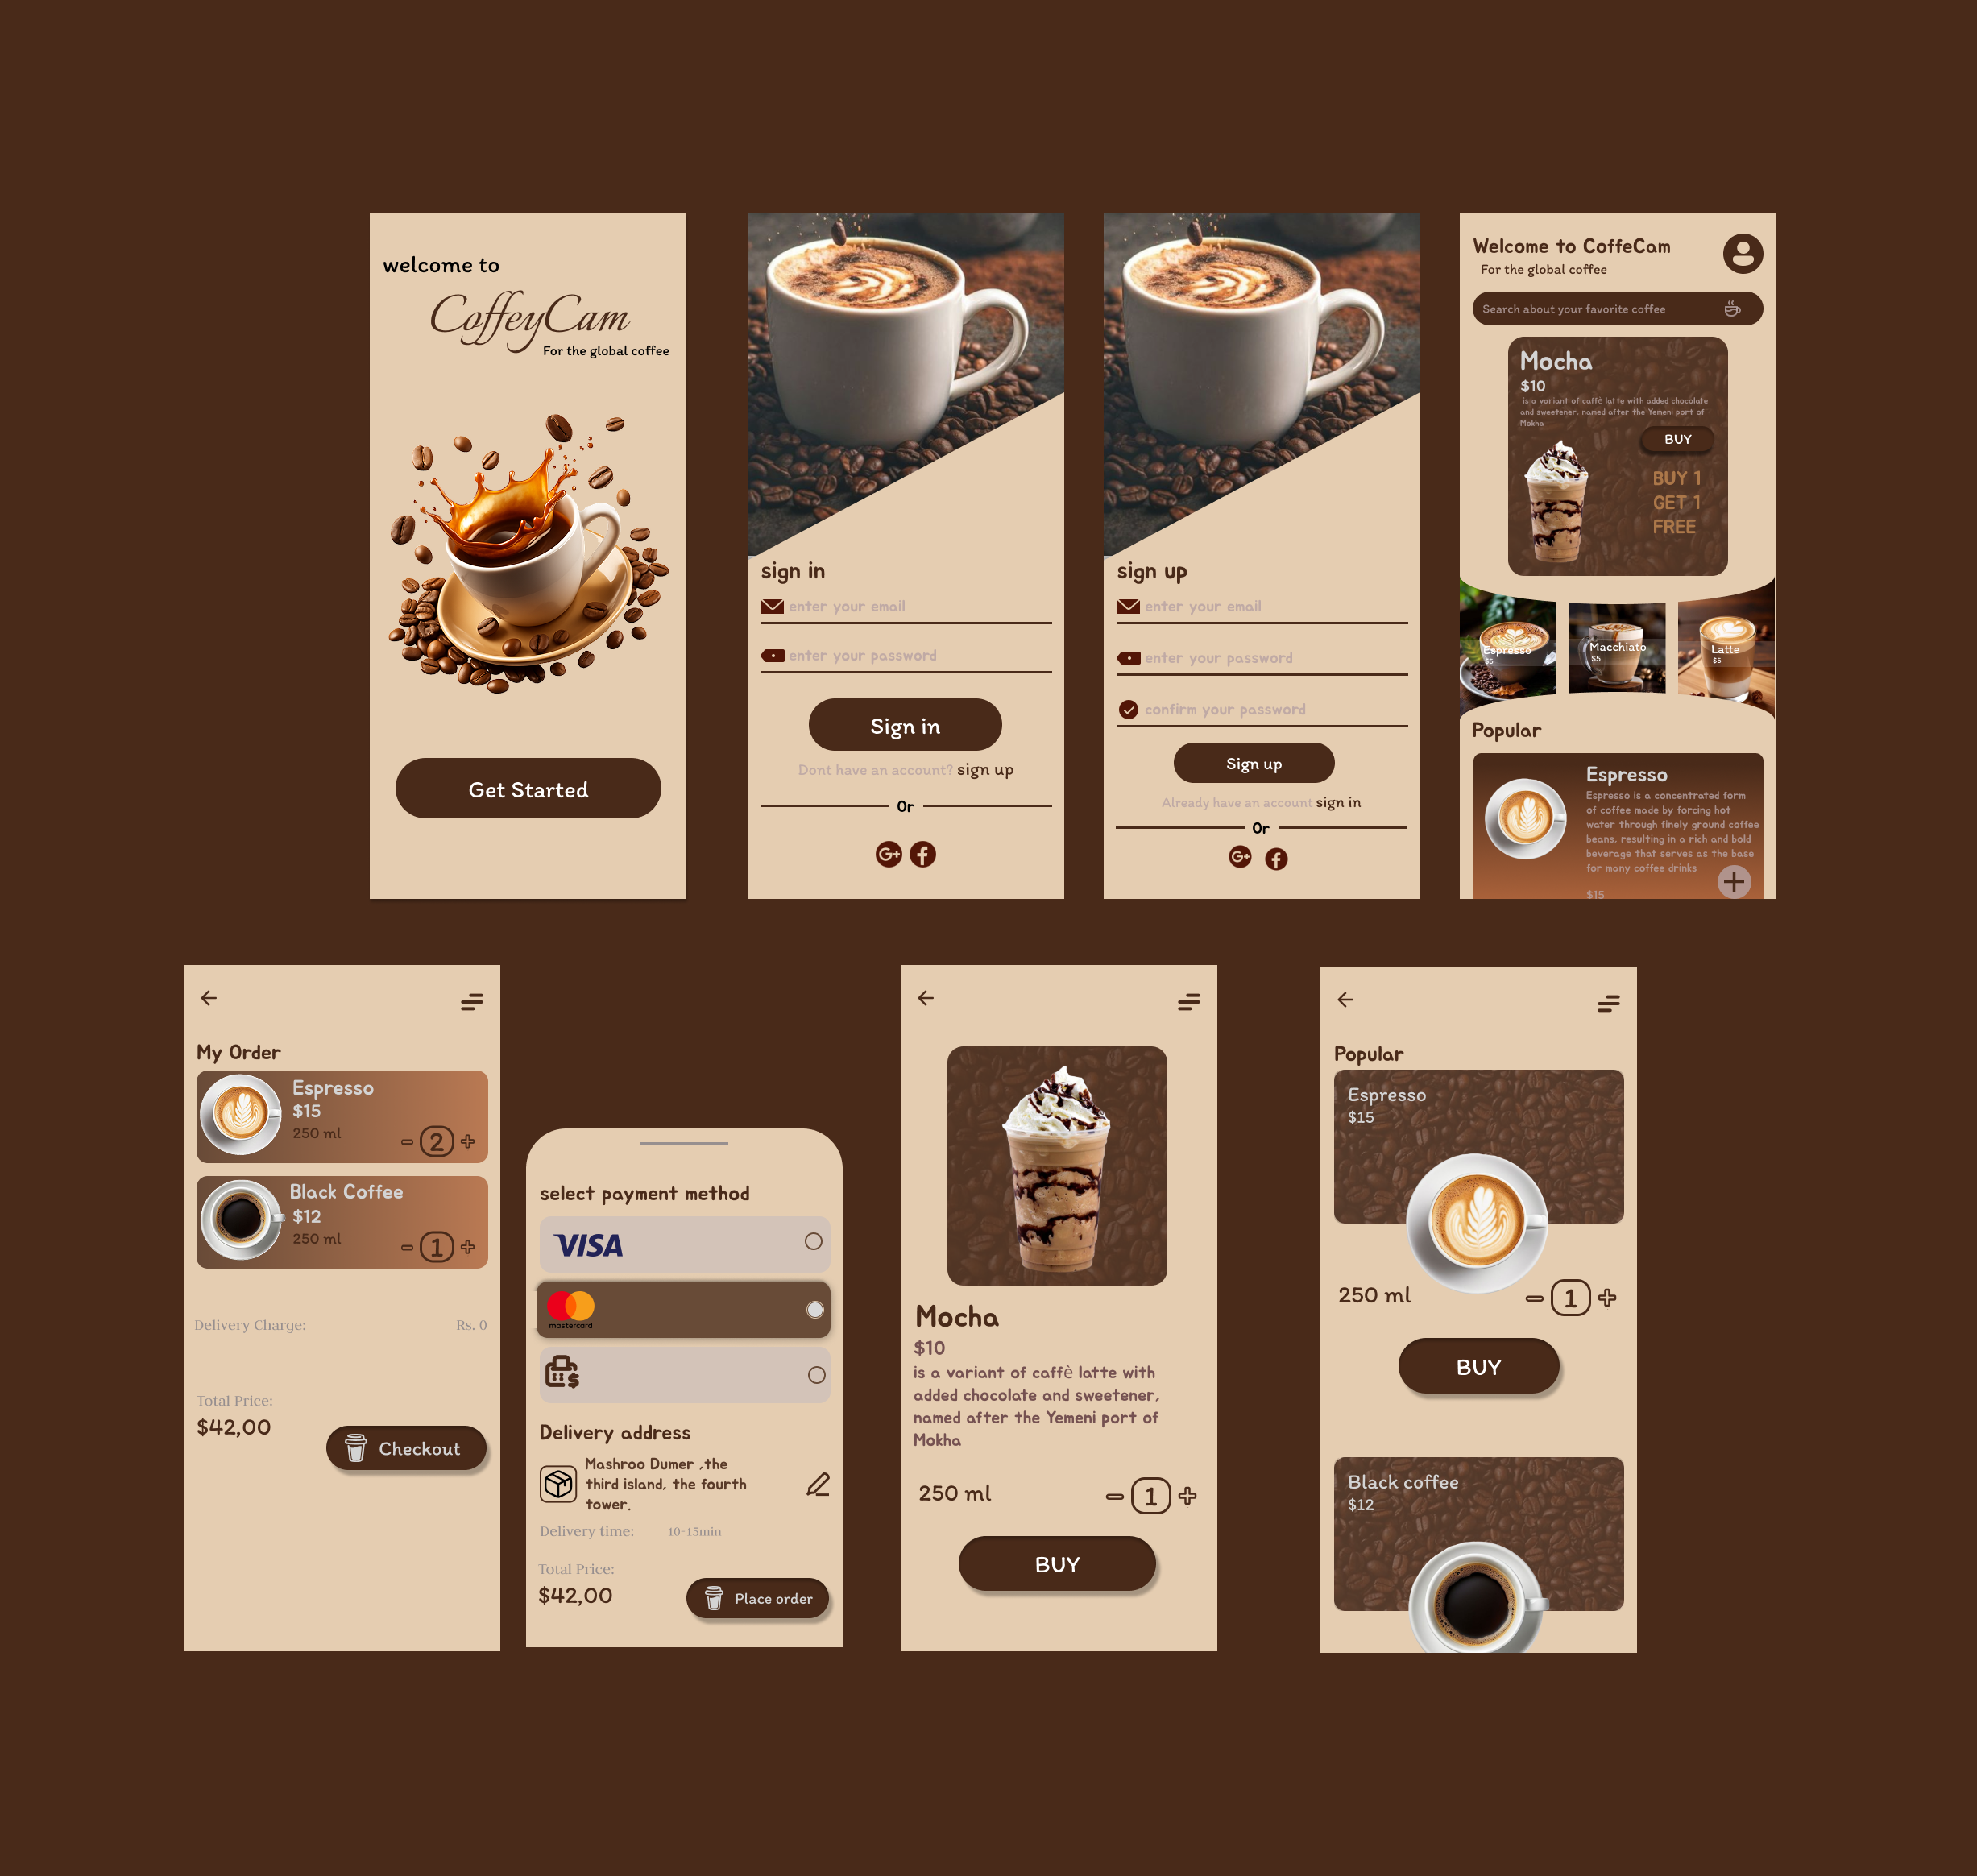 welcome to
CoffeyCam
For the global coffee
Get Started
sign in
enter your email
enter your password
Sign in
Dont have an account? sign up
Or
G+ f
sign up
enter your email
enter your password
confirm your password
Sign up
Already have an account sign in
Or
G+ f
Welcome to CoffeCam
For the global coffee
Search about your favorite coffee
Mocha
$10
is a variant of caffè latte with added chocolate
and sweetener, named after the Yemeni port of
Mokha
BUY
BUY 1
GET 1
FREE
Espresso
$5
Macchiato
$5
Latte
$5
Popular
Espresso
Espresso is a concentrated form
of coffee made by forcing hot
water through finely ground coffee
beans, resulting in a rich and bold
beverage that serves as the base
for many coffee drinks
$15
My Order
Espresso
$15
250 ml
2
Black Coffee
$12
250 ml
1
Delivery Charge: Rs. 0
Total Price:
$42,00
Checkout
select payment method
VISA
mastercard
$
Delivery address
Mashroo Dumer ,the
third island, the fourth
tower.
Delivery time: 10-15min
Total Price:
$42,00
Place order
Mocha
$10
is a variant of caffè latte with
added chocolate and sweetener,
named after the Yemeni port of
Mokha
250 ml
1
BUY
Popular
Espresso
$15
250 ml
1
BUY
Black coffee
$12